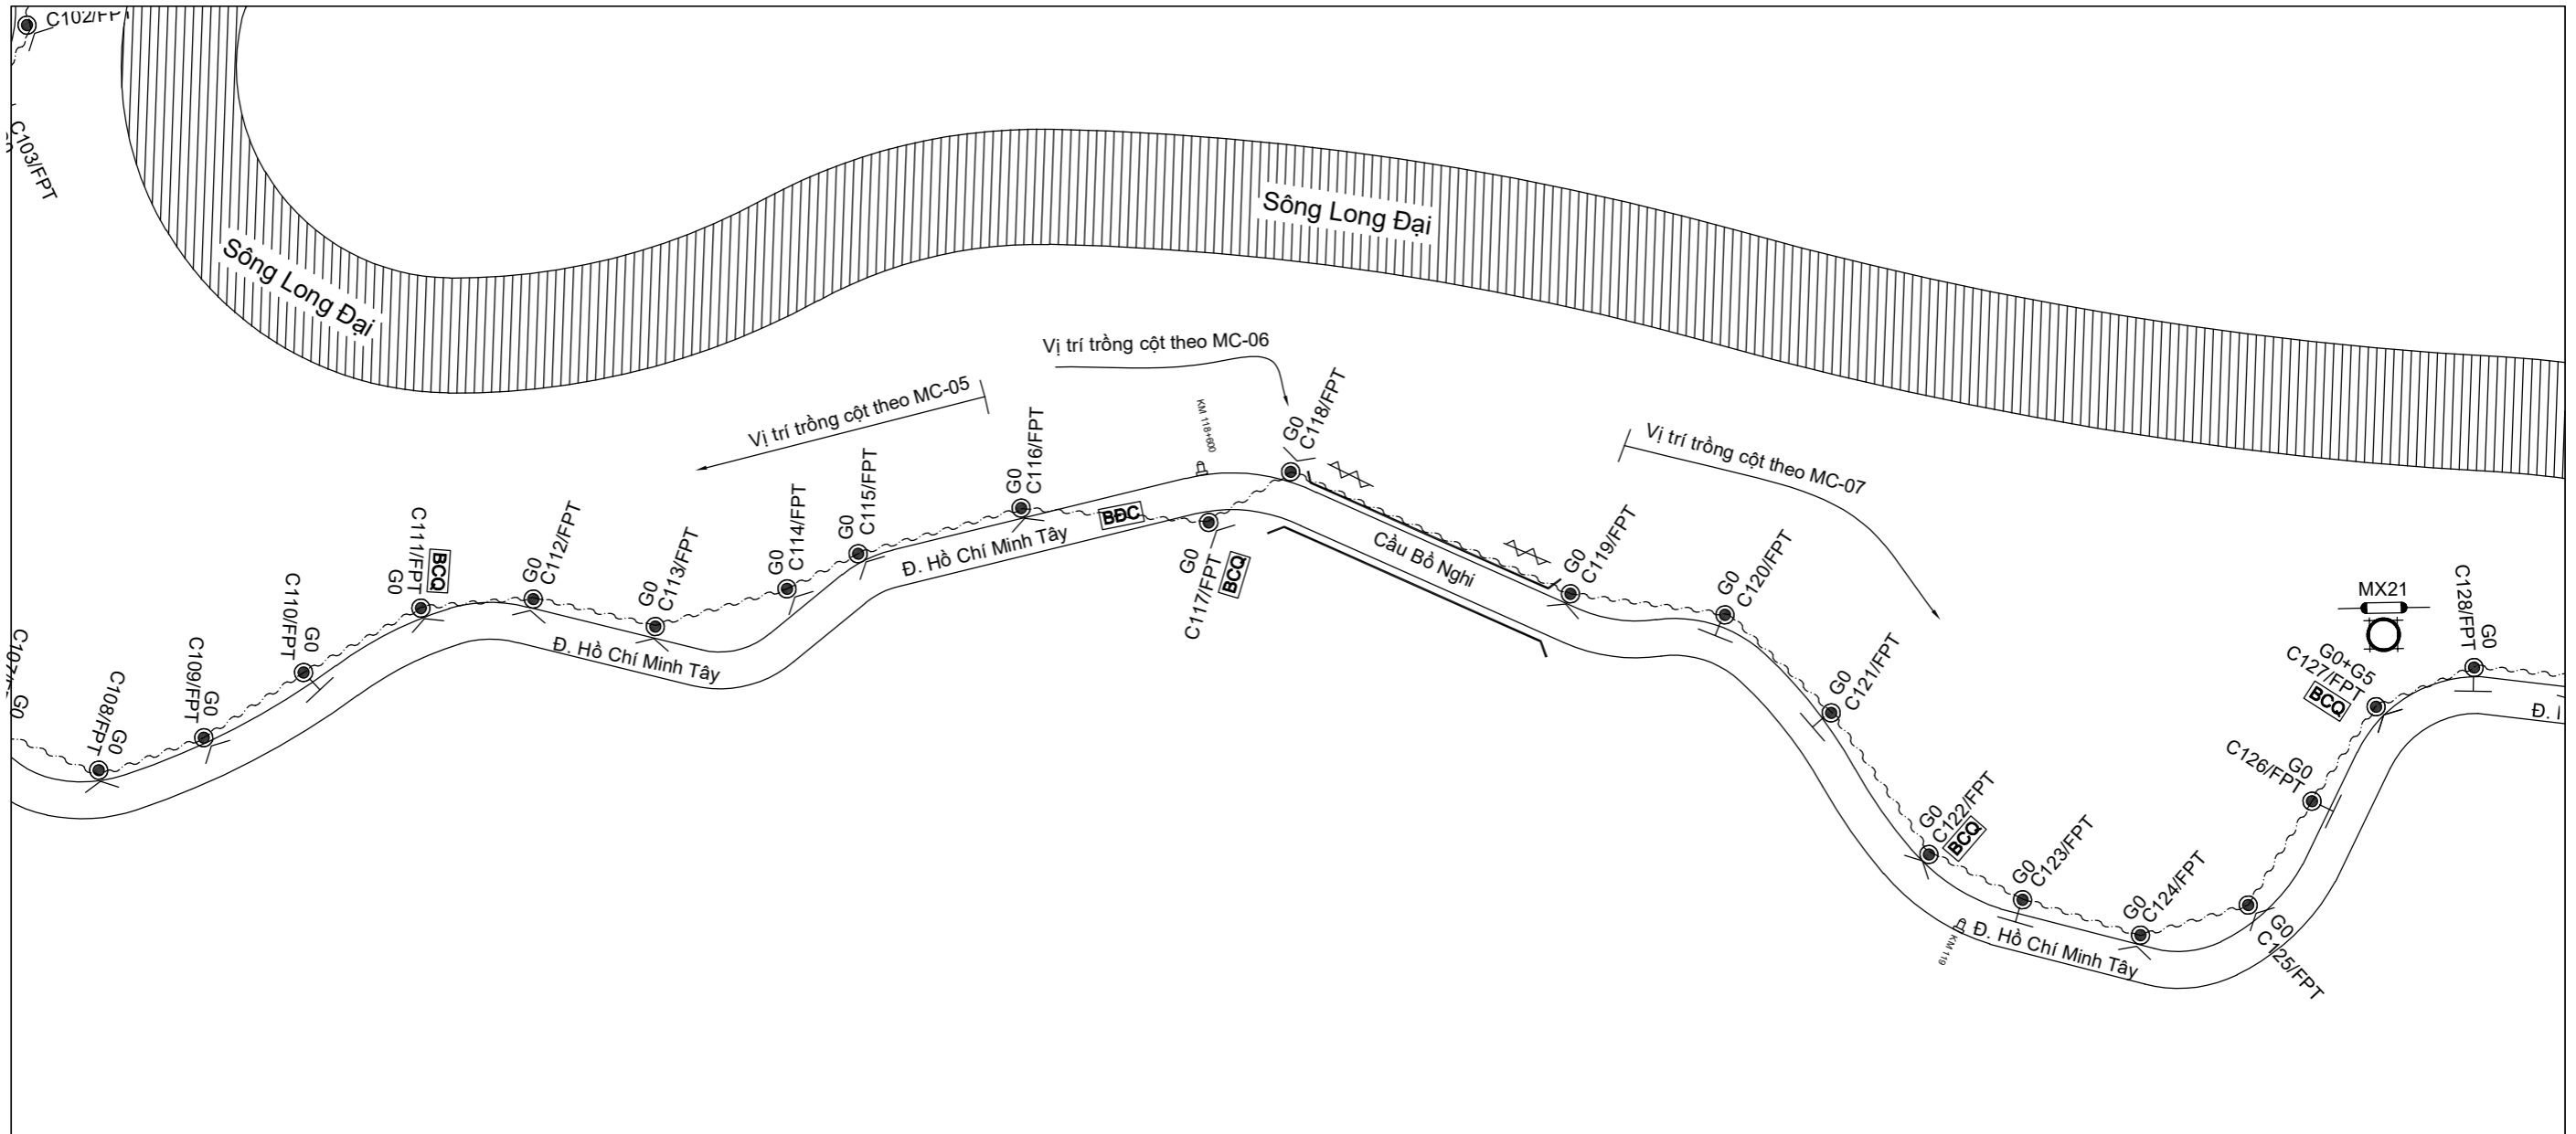 C102/FPT
C103/FPT
Sông Long Đại
Sông Long Đại
Vị trí trồng cột theo MC-06
Vị trí trồng cột theo MC-05
Vị trí trồng cột theo MC-07
KM 118+600
G0
C108/FPT
G0
C109/FPT
G0
C110/FPT
G0
C111/FPT
G0
BCQ
G0
C112/FPT
G0
C113/FPT
Đ. Hồ Chí Minh Tây
G0
C114/FPT
G0
C115/FPT
G0
C116/FPT
Đ. Hồ Chí Minh Tây
BĐC
G0
C117/FPT
BCQ
G0
C118/FPT
Cầu Bồ Nghi
G0
C119/FPT
G0
C120/FPT
G0
C121/FPT
G0
C122/FPT
BCQ
G0
C123/FPT
KM 119
Đ. Hồ Chí Minh Tây
G0
C124/FPT
G0
C125/FPT
G0
C126/FPT
G0+G5
C127/FPT
BCQ
MX21
G0
C128/FPT
Đ.